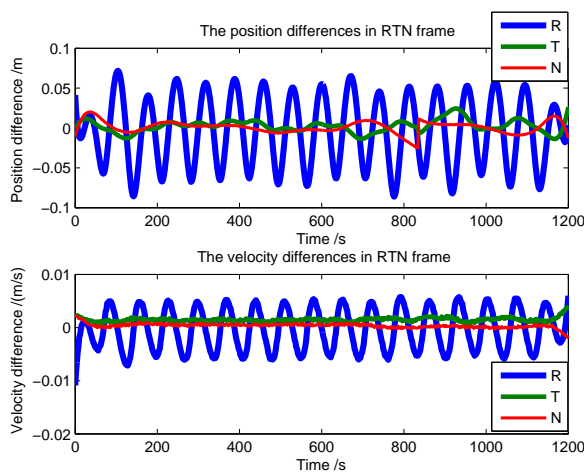 The position differences in RTN frame
R
T
N
Position difference /m
0.1
0.05
0
−0.05
−0.1
0 200 400 600 800 1000 1200
Time /s
The velocity differences in RTN frame
Velocity difference /(m/s)
0.01
0
−0.01
−0.02
R
T
N
0 200 400 600 800 1000 1200
Time /s